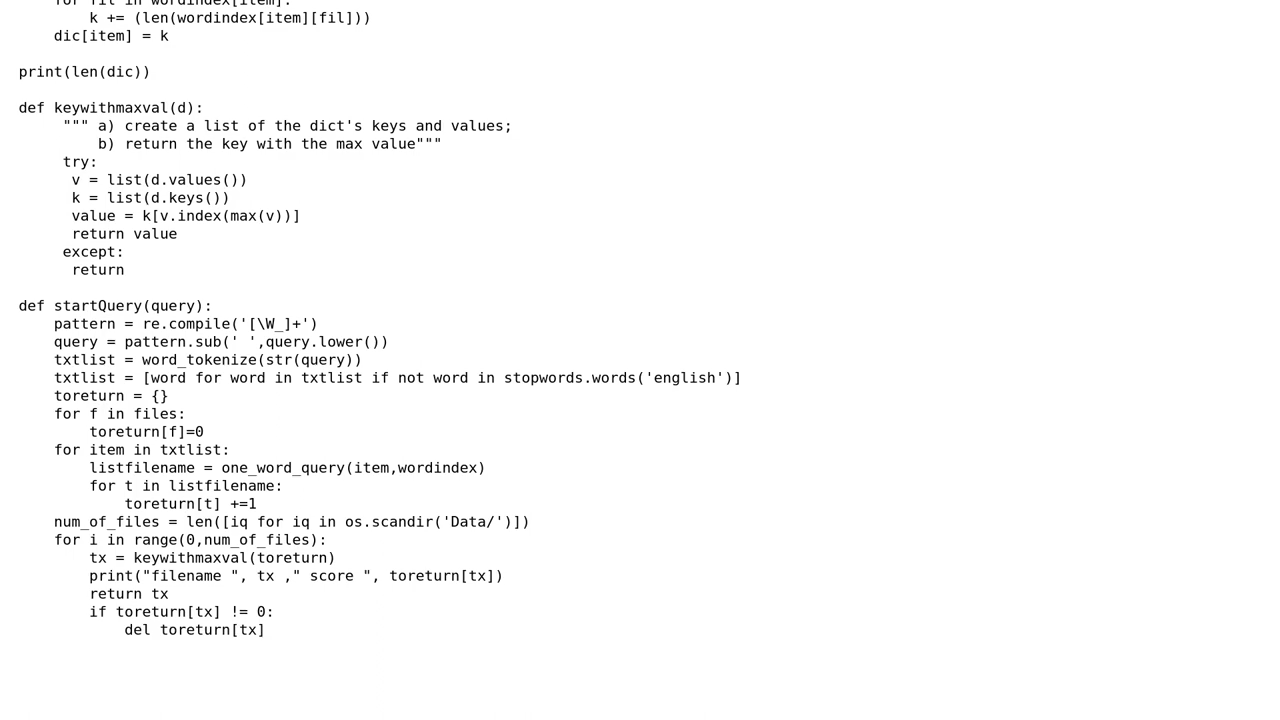 for fil in wordindex[item]:
            k += (len(wordindex[item][fil]))
    dic[item] = k

print(len(dic))

def keywithmaxval(d):
     """ a) create a list of the dict's keys and values;
         b) return the key with the max value"""
     try:
      v = list(d.values())
      k = list(d.keys())
      value = k[v.index(max(v))]
      return value
     except:
      return

def startQuery(query):
    pattern = re.compile('[\W_]+')
    query = pattern.sub(' ',query.lower())
    txtlist = word_tokenize(str(query))
    txtlist = [word for word in txtlist if not word in stopwords.words('english')]
    toreturn = {}
    for f in files:
        toreturn[f]=0
    for item in txtlist:
        listfilename = one_word_query(item,wordindex)
        for t in listfilename:
            toreturn[t] +=1
    num_of_files = len([iq for iq in os.scandir('Data/')])
    for i in range(0,num_of_files):
        tx = keywithmaxval(toreturn)
        print("filename ", tx ," score ", toreturn[tx])
        return tx
        if toreturn[tx] != 0:
            del toreturn[tx]